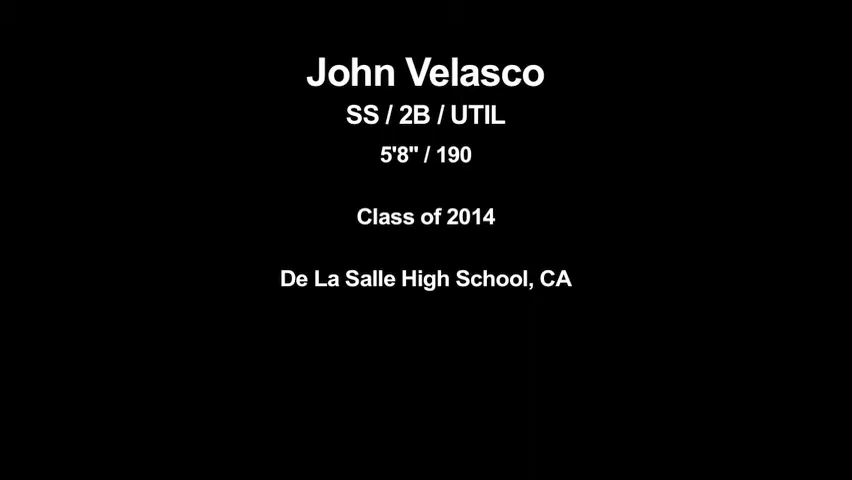 John Velasco
SS / 2B / UTIL
5'8" / 190
Class of 2014
De La Salle High School, CA